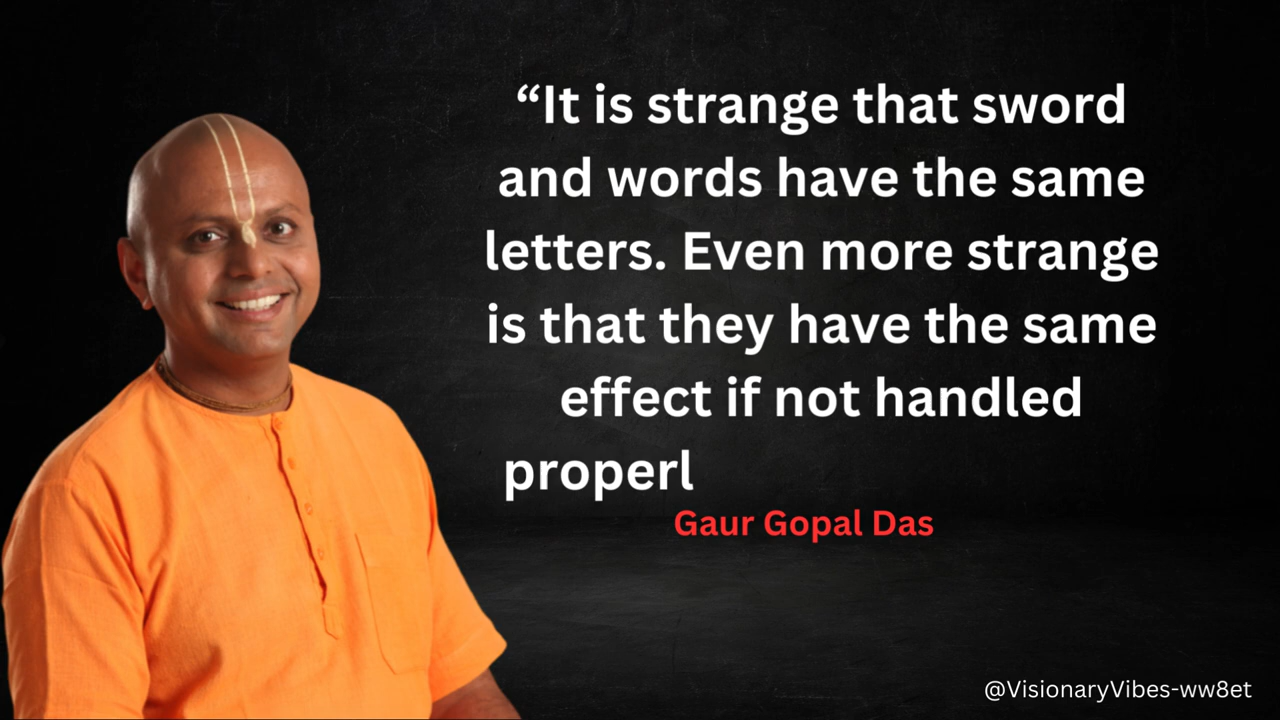 “It is strange that sword
and words have the same
letters. Even more strange
is that they have the same
effect if not handled
properl
Gaur Gopal Das
@VisionaryVibes-ww8et